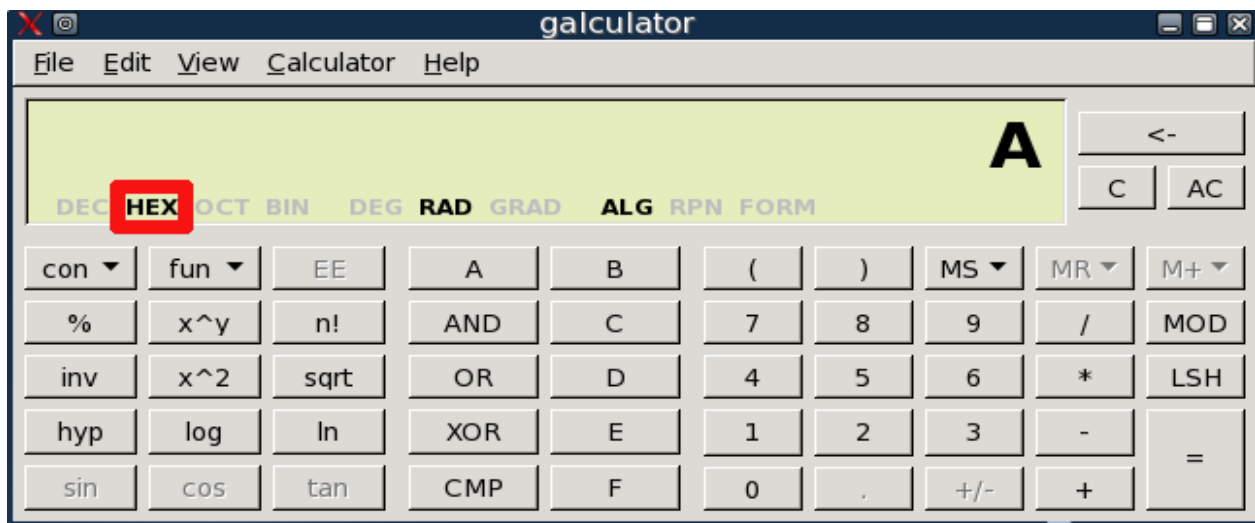 galculator
File Edit View Calculator Help
A
<-
C AC
DEC HEX OCT BIN DEG RAD GRAD ALG RPN FORM
con fun EE A B ( ) MS MR M+
% x^y n! AND C 7 8 9 / MOD
inv x^2 sqrt OR D 4 5 6 * LSH
hyp log ln XOR E 1 2 3 - =
sin cos tan CMP F 0 . +/- +